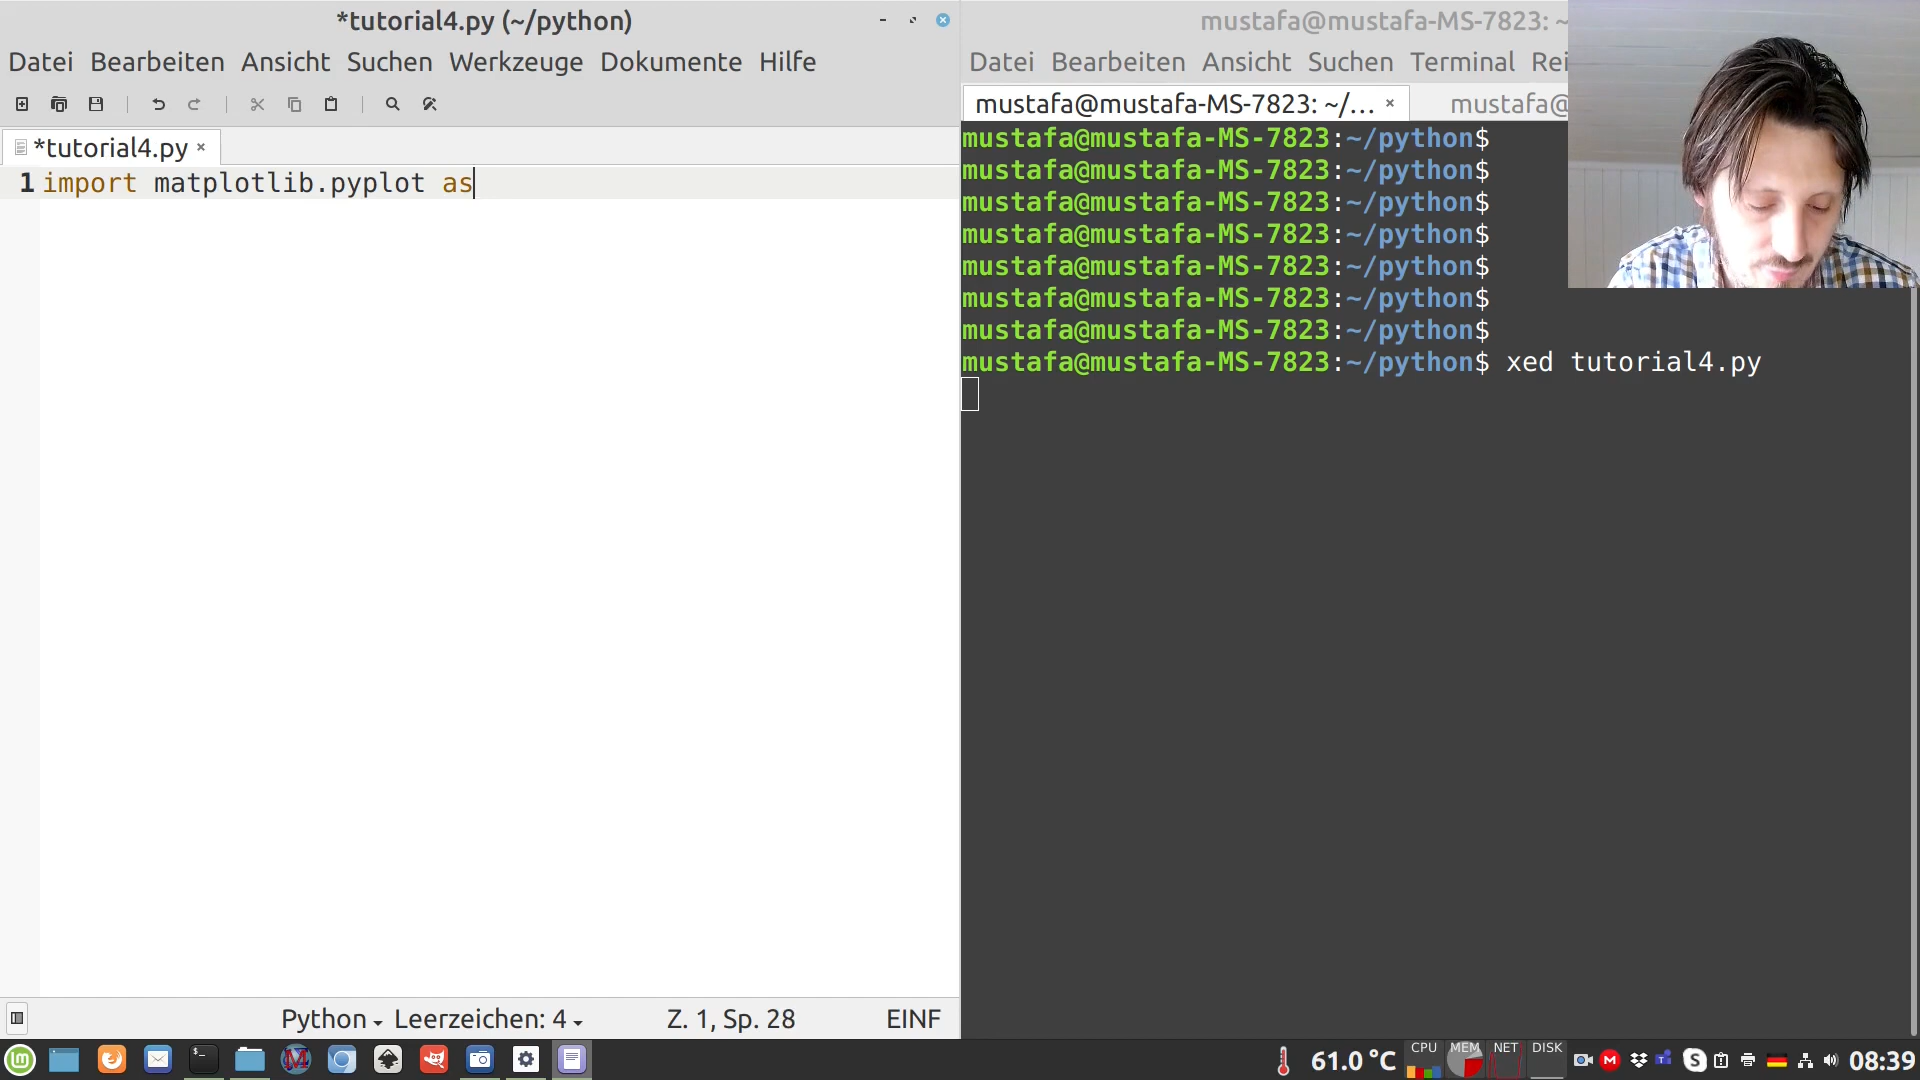 *tutorial4.py (~/python)
Datei Bearbeiten Ansicht Suchen Werkzeuge Dokumente Hilfe
*tutorial4.py ×
1 import matplotlib.pyplot as
Python Leerzeichen: 4 Z. 1, Sp. 28 EINF
mustafa@mustafa-MS-7823: ~
Datei Bearbeiten Ansicht Suchen Terminal Rei
mustafa@mustafa-MS-7823: ~/... × mustafa@
mustafa@mustafa-MS-7823:~/python$
mustafa@mustafa-MS-7823:~/python$
mustafa@mustafa-MS-7823:~/python$
mustafa@mustafa-MS-7823:~/python$
mustafa@mustafa-MS-7823:~/python$
mustafa@mustafa-MS-7823:~/python$
mustafa@mustafa-MS-7823:~/python$
mustafa@mustafa-MS-7823:~/python$ xed tutorial4.py
61.0 °C CPU MEM NET DISK 08:39